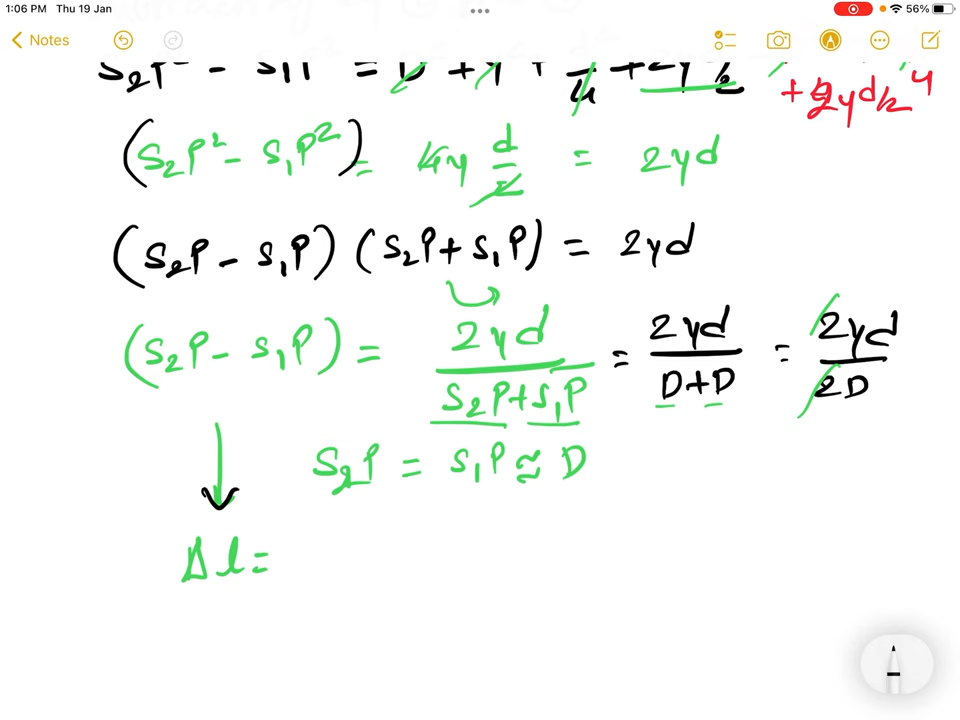 1:06 PM Thu 19 Jan 56%
Notes
+ 2yd/2 4
(S₂P² - S₁P²) = 4y d/2 = 2yd
(S₂P - S₁P) (S₂P + S₁P) = 2yd
(S₂P - S₁P) = 2yd/(S₂P + S₁P) = 2yd/(D + D) = 2yd/2D
S₂P = S₁P ≅ D
Δl =